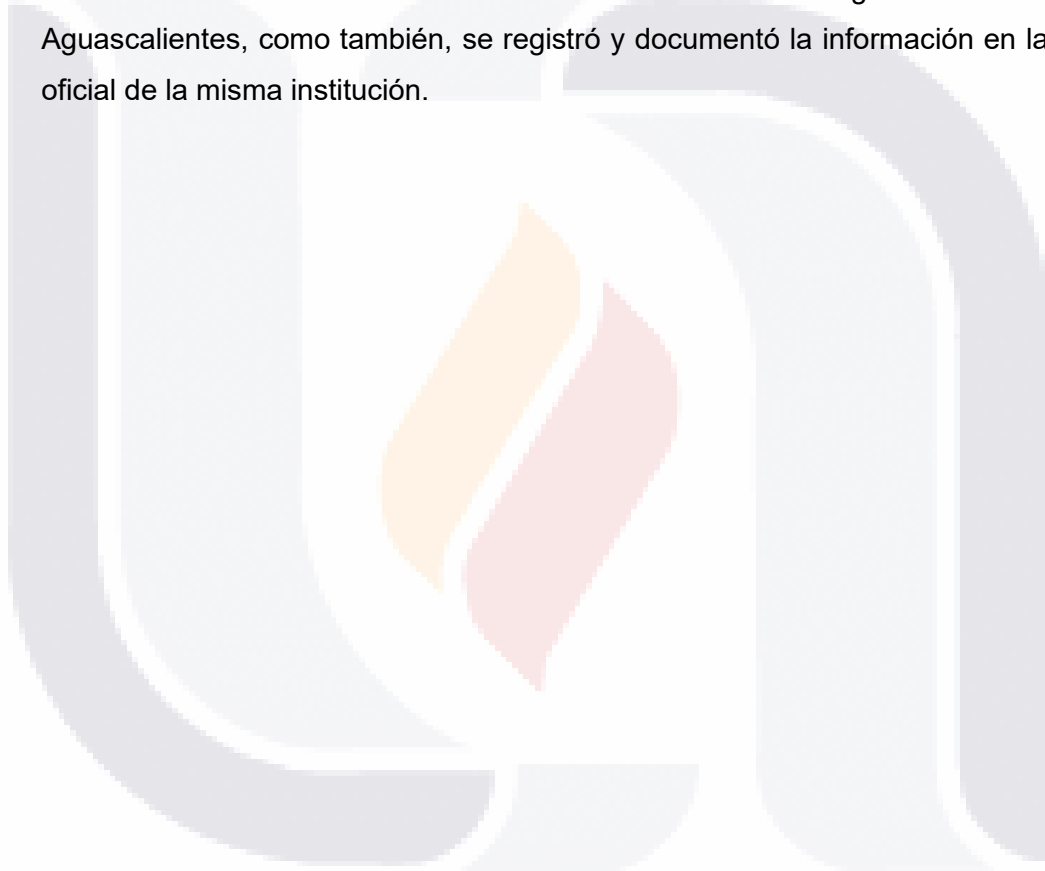 Aguascalientes, como también, se registró y documentó la información en la
oficial de la misma institución.